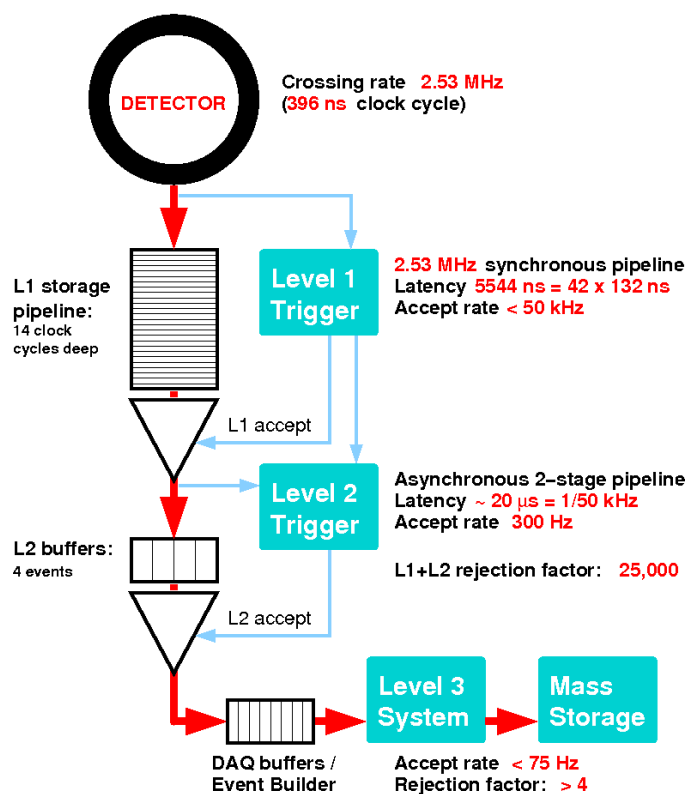 DETECTOR
Crossing rate 2.53 MHz
(396 ns clock cycle)
L1 storage
pipeline:
14 clock
cycles deep
Level 1
Trigger
2.53 MHz synchronous pipeline
Latency 5544 ns = 42 x 132 ns
Accept rate < 50 kHz
L1 accept
Level 2
Trigger
Asynchronous 2−stage pipeline
Latency ~ 20 μs = 1/50 kHz
Accept rate 300 Hz
L2 buffers:
4 events
L1+L2 rejection factor: 25,000
L2 accept
Level 3
System
Mass
Storage
DAQ buffers /
Event Builder
Accept rate < 75 Hz
Rejection factor: > 4